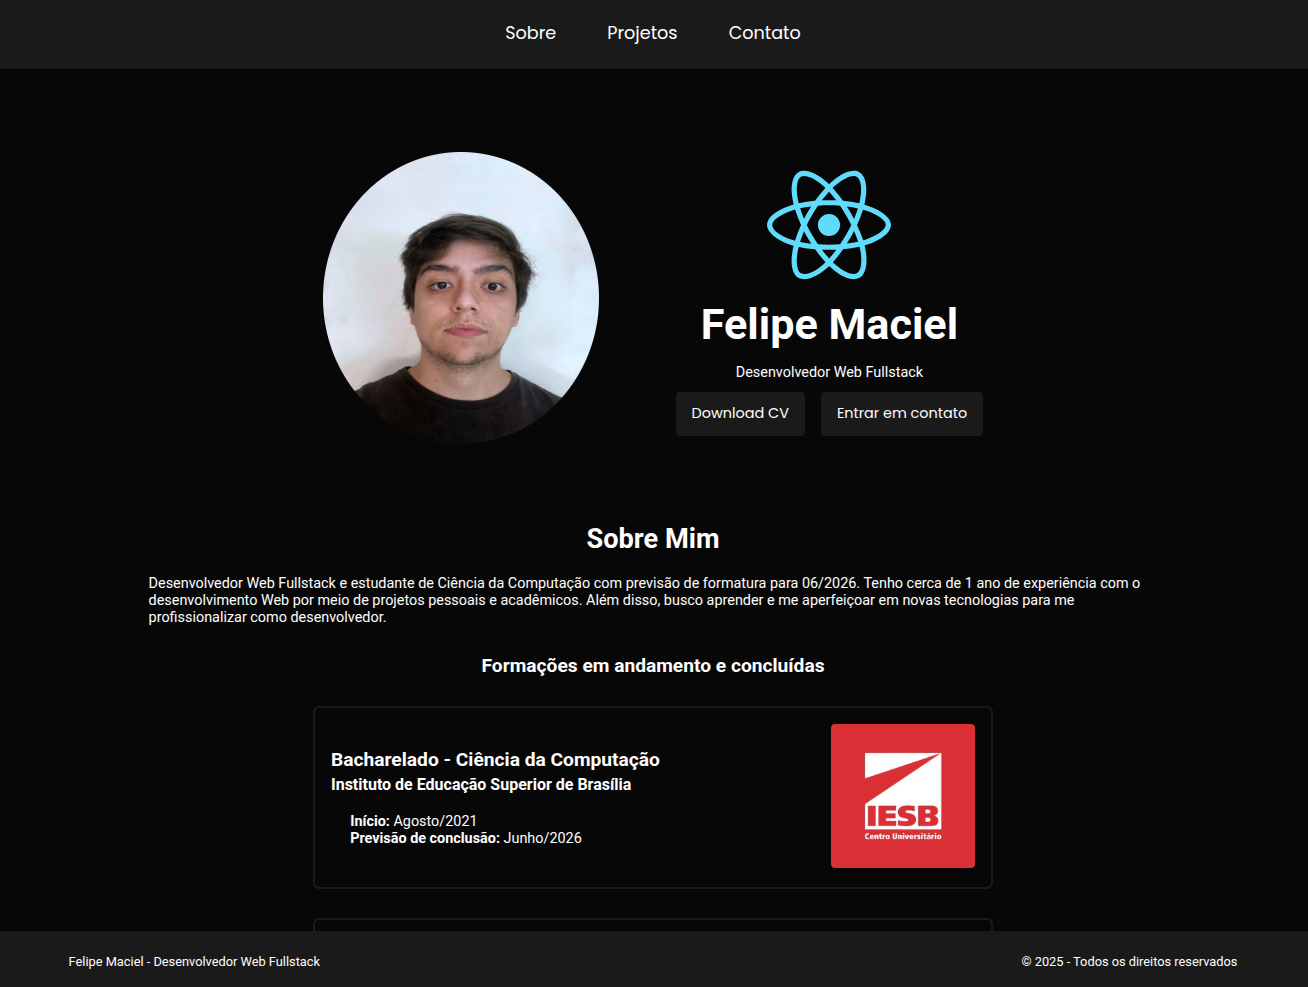 Sobre Projetos Contato
Felipe Maciel
Desenvolvedor Web Fullstack
Download CV Entrar em contato
Sobre Mim
Desenvolvedor Web Fullstack e estudante de Ciência da Computação com previsão de formatura para 06/2026. Tenho cerca de 1 ano de experiência com o
desenvolvimento Web por meio de projetos pessoais e acadêmicos. Além disso, busco aprender e me aperfeiçoar em novas tecnologias para me
profissionalizar como desenvolvedor.
Formações em andamento e concluídas
Bacharelado - Ciência da Computação
Instituto de Educação Superior de Brasília
Início: Agosto/2021
Previsão de conclusão: Junho/2026
IESB
Centro Universitário
Felipe Maciel - Desenvolvedor Web Fullstack
© 2025 - Todos os direitos reservados